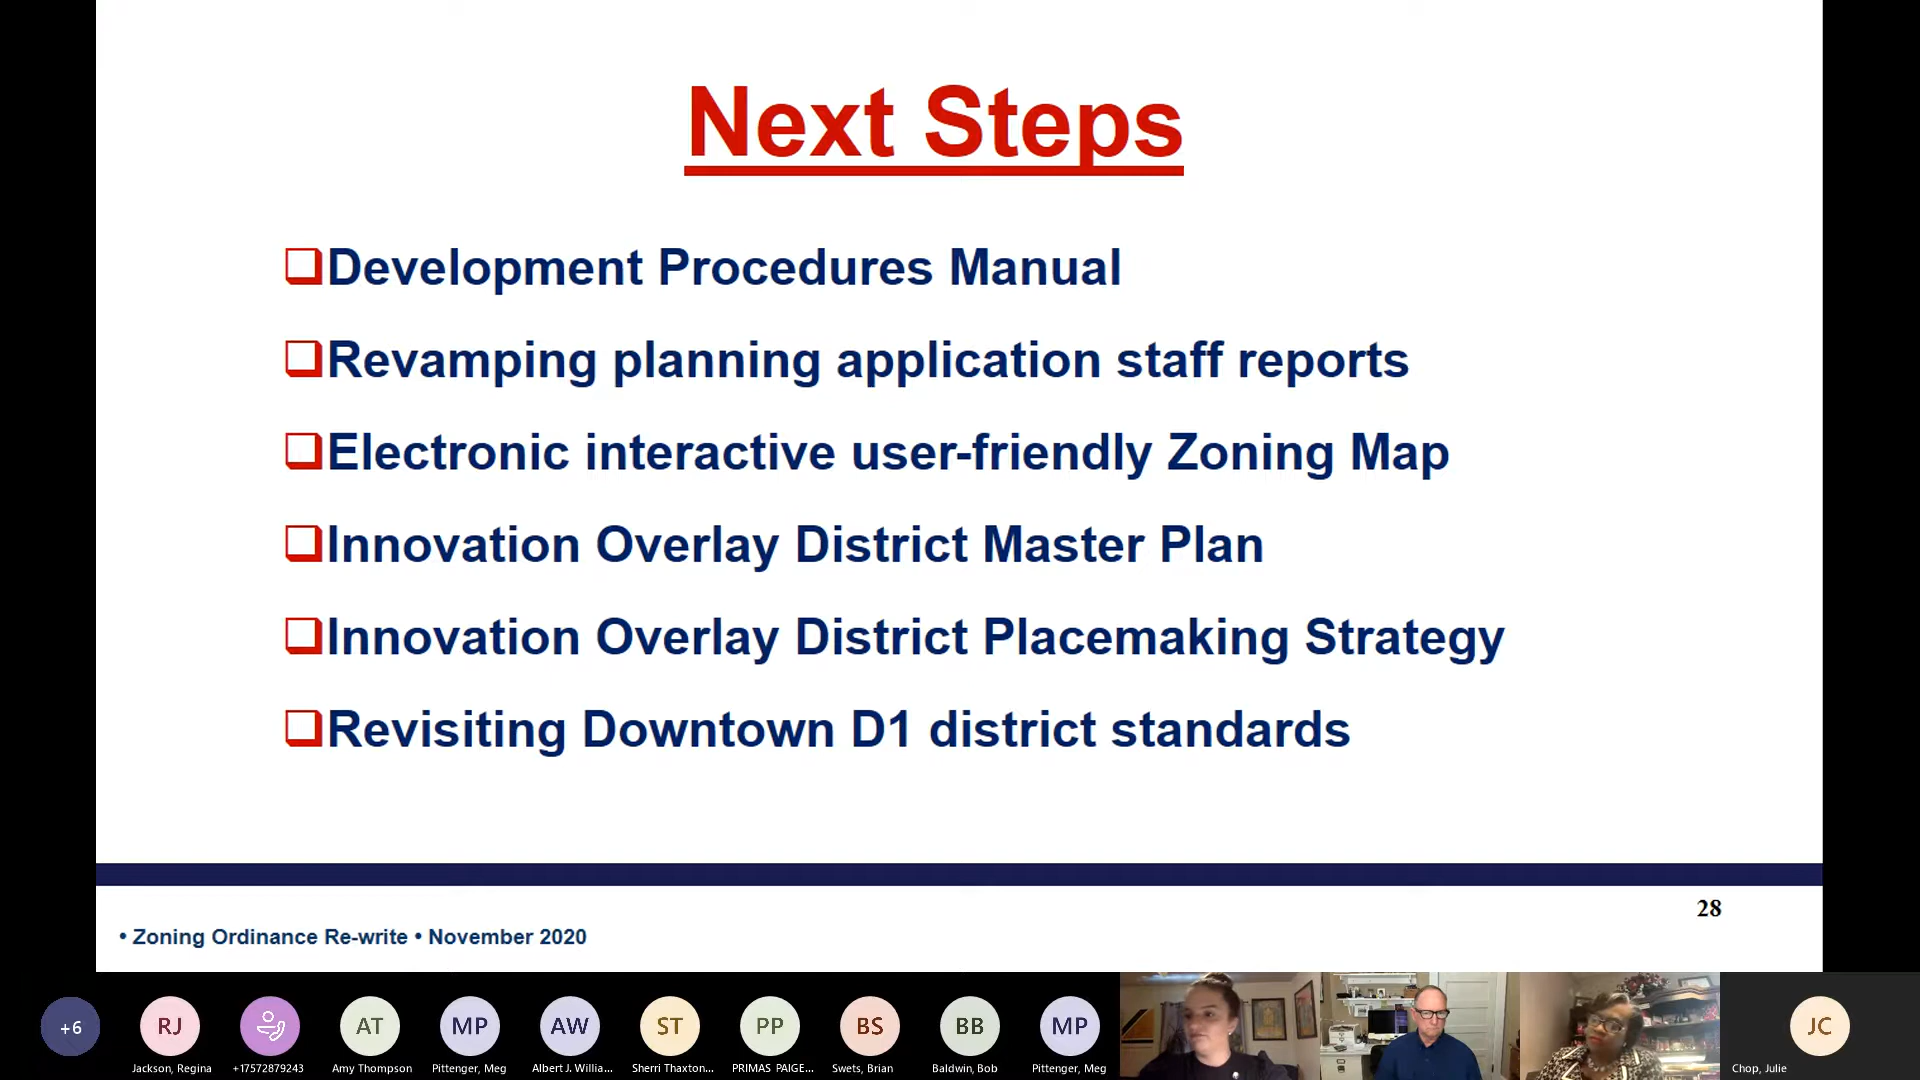 Next Steps
❑Development Procedures Manual
❑Revamping planning application staff reports
❑Electronic interactive user-friendly Zoning Map
❑Innovation Overlay District Master Plan
❑Innovation Overlay District Placemaking Strategy
❑Revisiting Downtown D1 district standards
28
• Zoning Ordinance Re-write • November 2020
+6 RJ AT MP AW ST PP BS BB MP JC
Jackson, Regina +17572879243 Amy Thompson Pittenger, Meg Albert J. Willia... Sherri Thaxton... PRIMAS PAIGE... Swets, Brian Baldwin, Bob Pittenger, Meg Chop, Julie